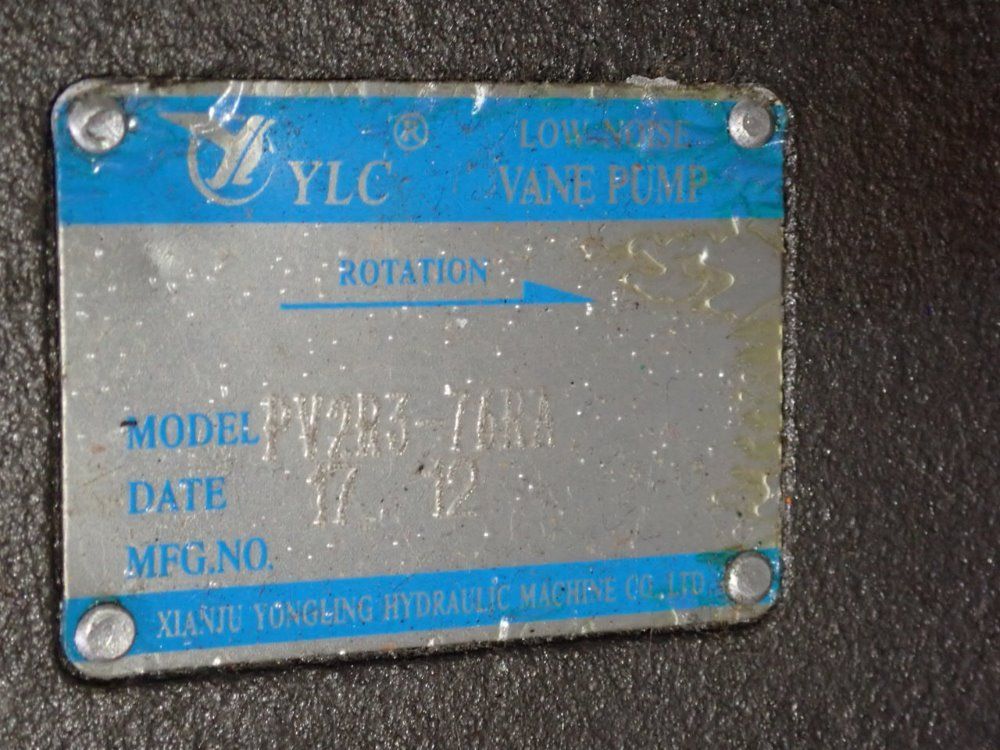 YLC ® LOW-NOISE
VANE PUMP
ROTATION
MODEL PV2R3-76RA
DATE 17 12
MFG.NO.
XIANJU YONGLING HYDRAULIC MACHINE CO.,LTD.